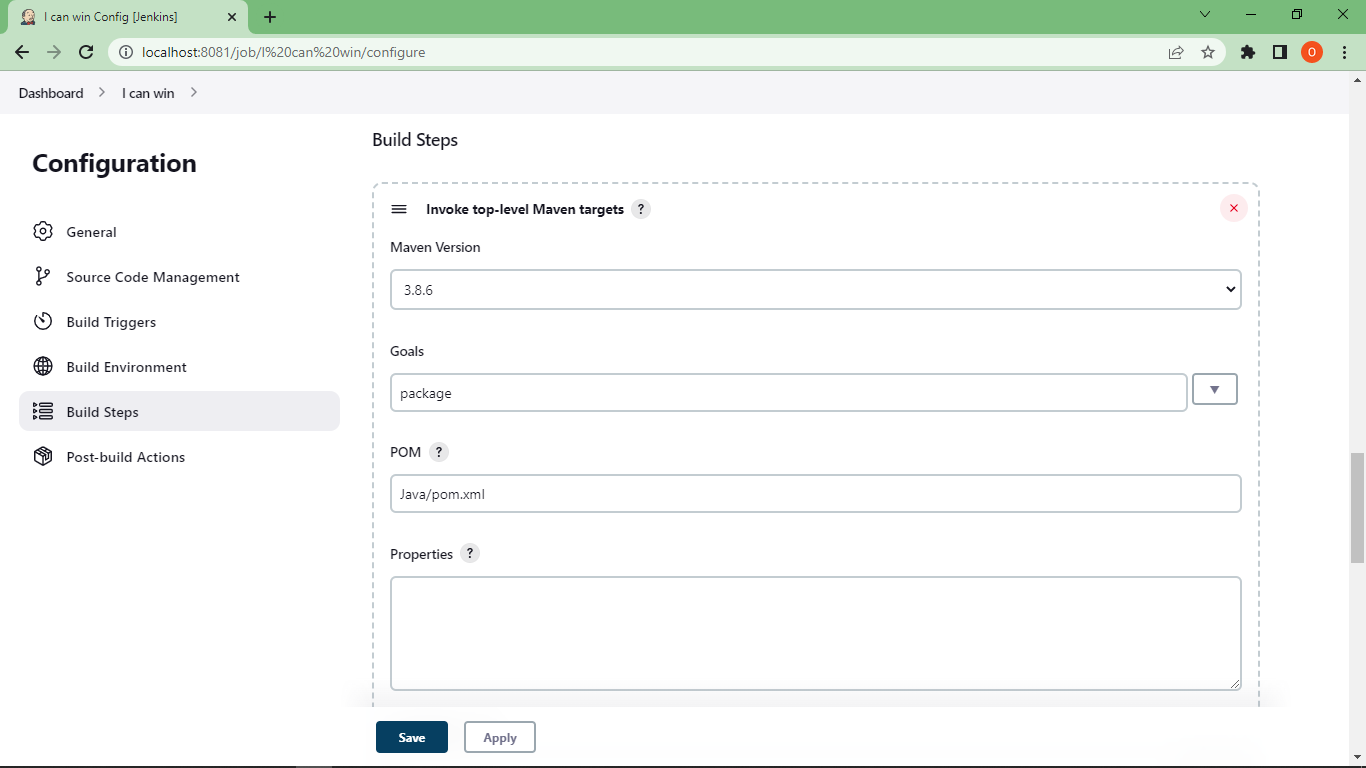 I can win Config [Jenkins]
localhost:8081/job/I%20can%20win/configure
O
Dashboard
I can win
Configuration
General
Source Code Management
Build Triggers
Build Environment
Build Steps
Post-build Actions
Build Steps
Invoke top-level Maven targets ?
Maven Version
3.8.6
Goals
package
POM ?
Java/pom.xml
Properties ?
Save
Apply